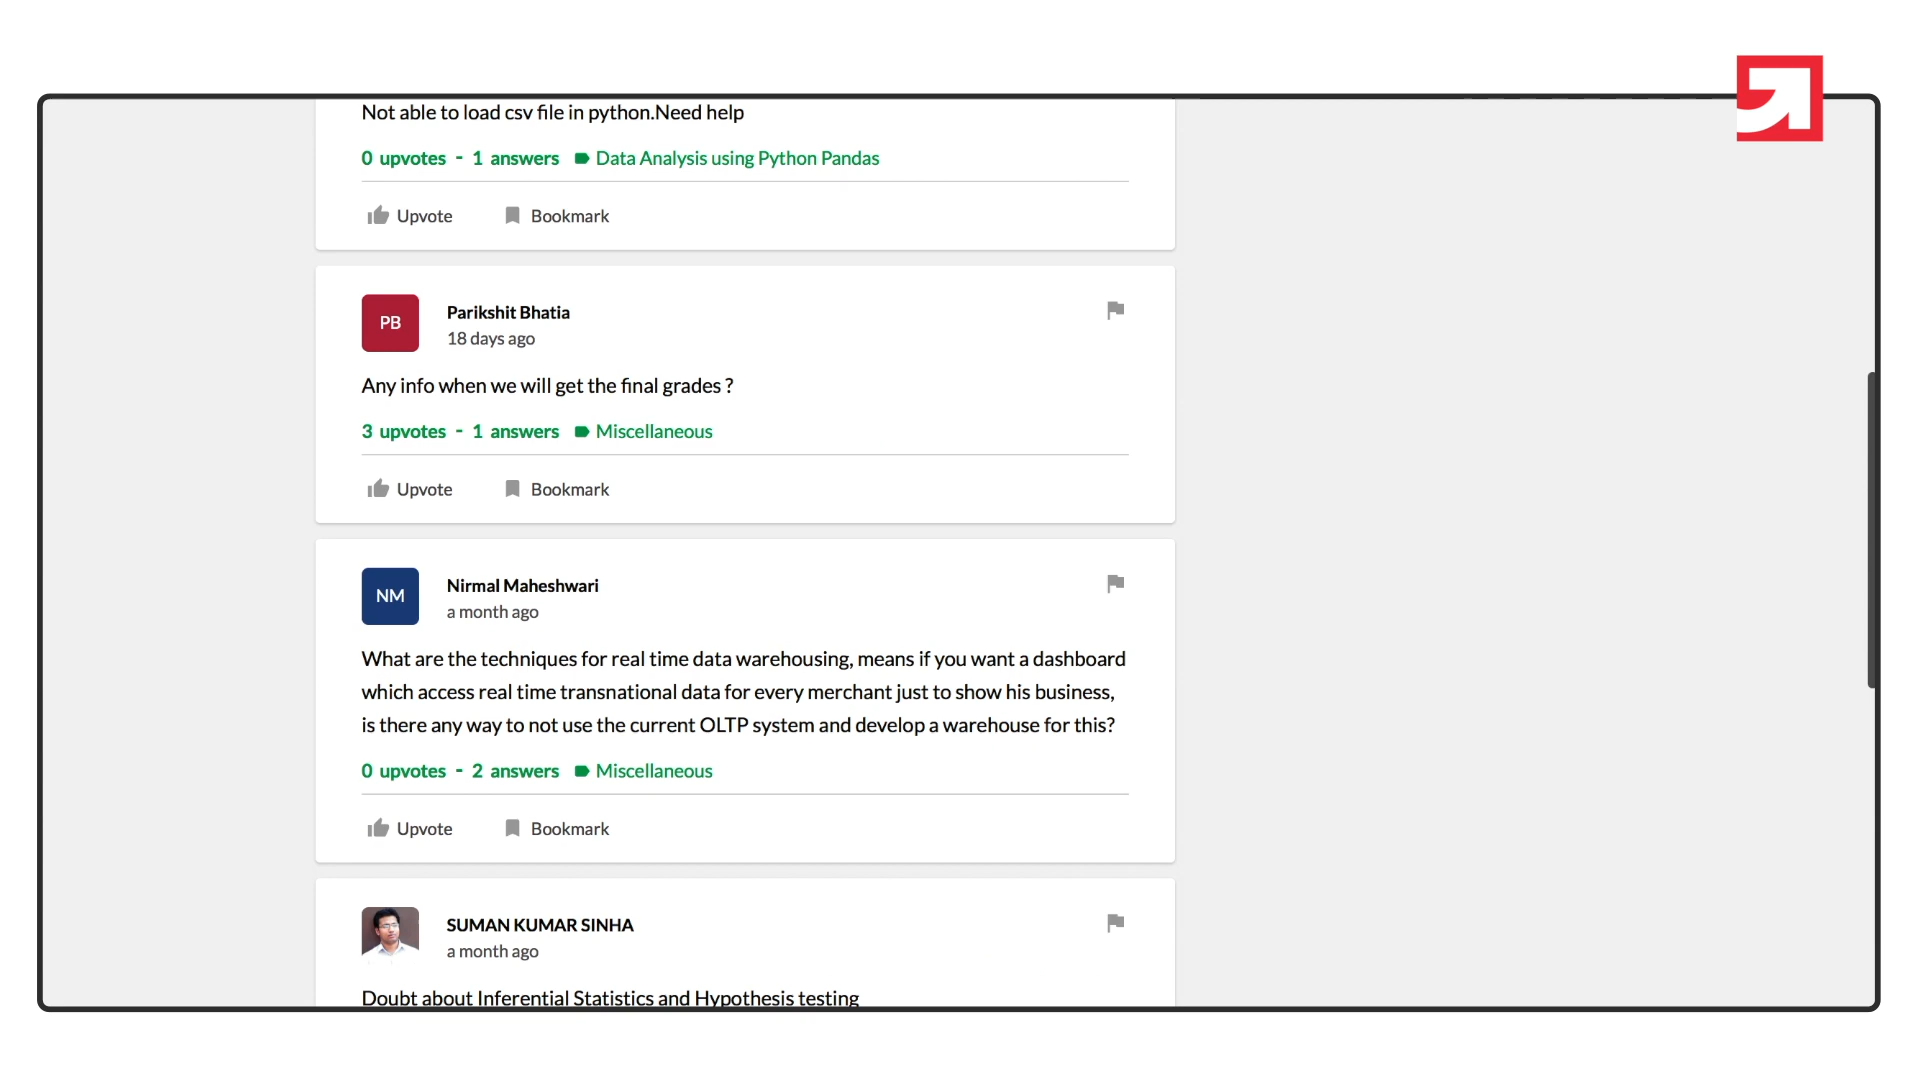 Not able to load csv file in python.Need help
0 upvotes - 1 answers Data Analysis using Python Pandas
Upvote Bookmark
PB
Parikshit Bhatia
18 days ago
Any info when we will get the final grades ?
3 upvotes - 1 answers Miscellaneous
Upvote Bookmark
NM
Nirmal Maheshwari
a month ago
What are the techniques for real time data warehousing, means if you want a dashboard
which access real time transnational data for every merchant just to show his business,
is there any way to not use the current OLTP system and develop a warehouse for this?
0 upvotes - 2 answers Miscellaneous
Upvote Bookmark
SUMAN KUMAR SINHA
a month ago
Doubt about Inferential Statistics and Hypothesis testing